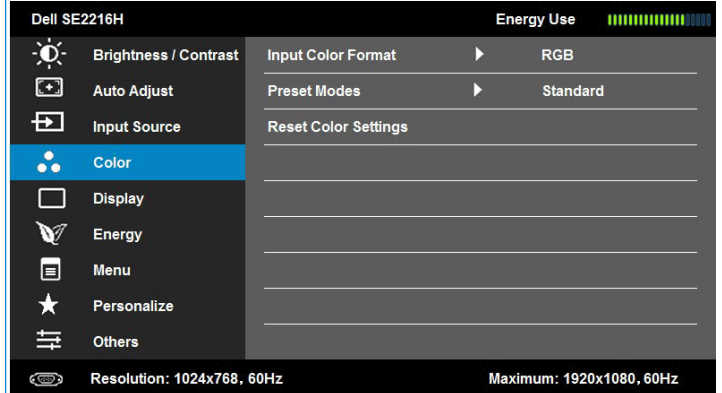 Dell SE2216H Energy Use
Brightness / Contrast Input Color Format RGB
Auto Adjust Preset Modes Standard
Input Source Reset Color Settings
Color
Display
Energy
Menu
Personalize
Others
Resolution: 1024x768, 60Hz Maximum: 1920x1080, 60Hz